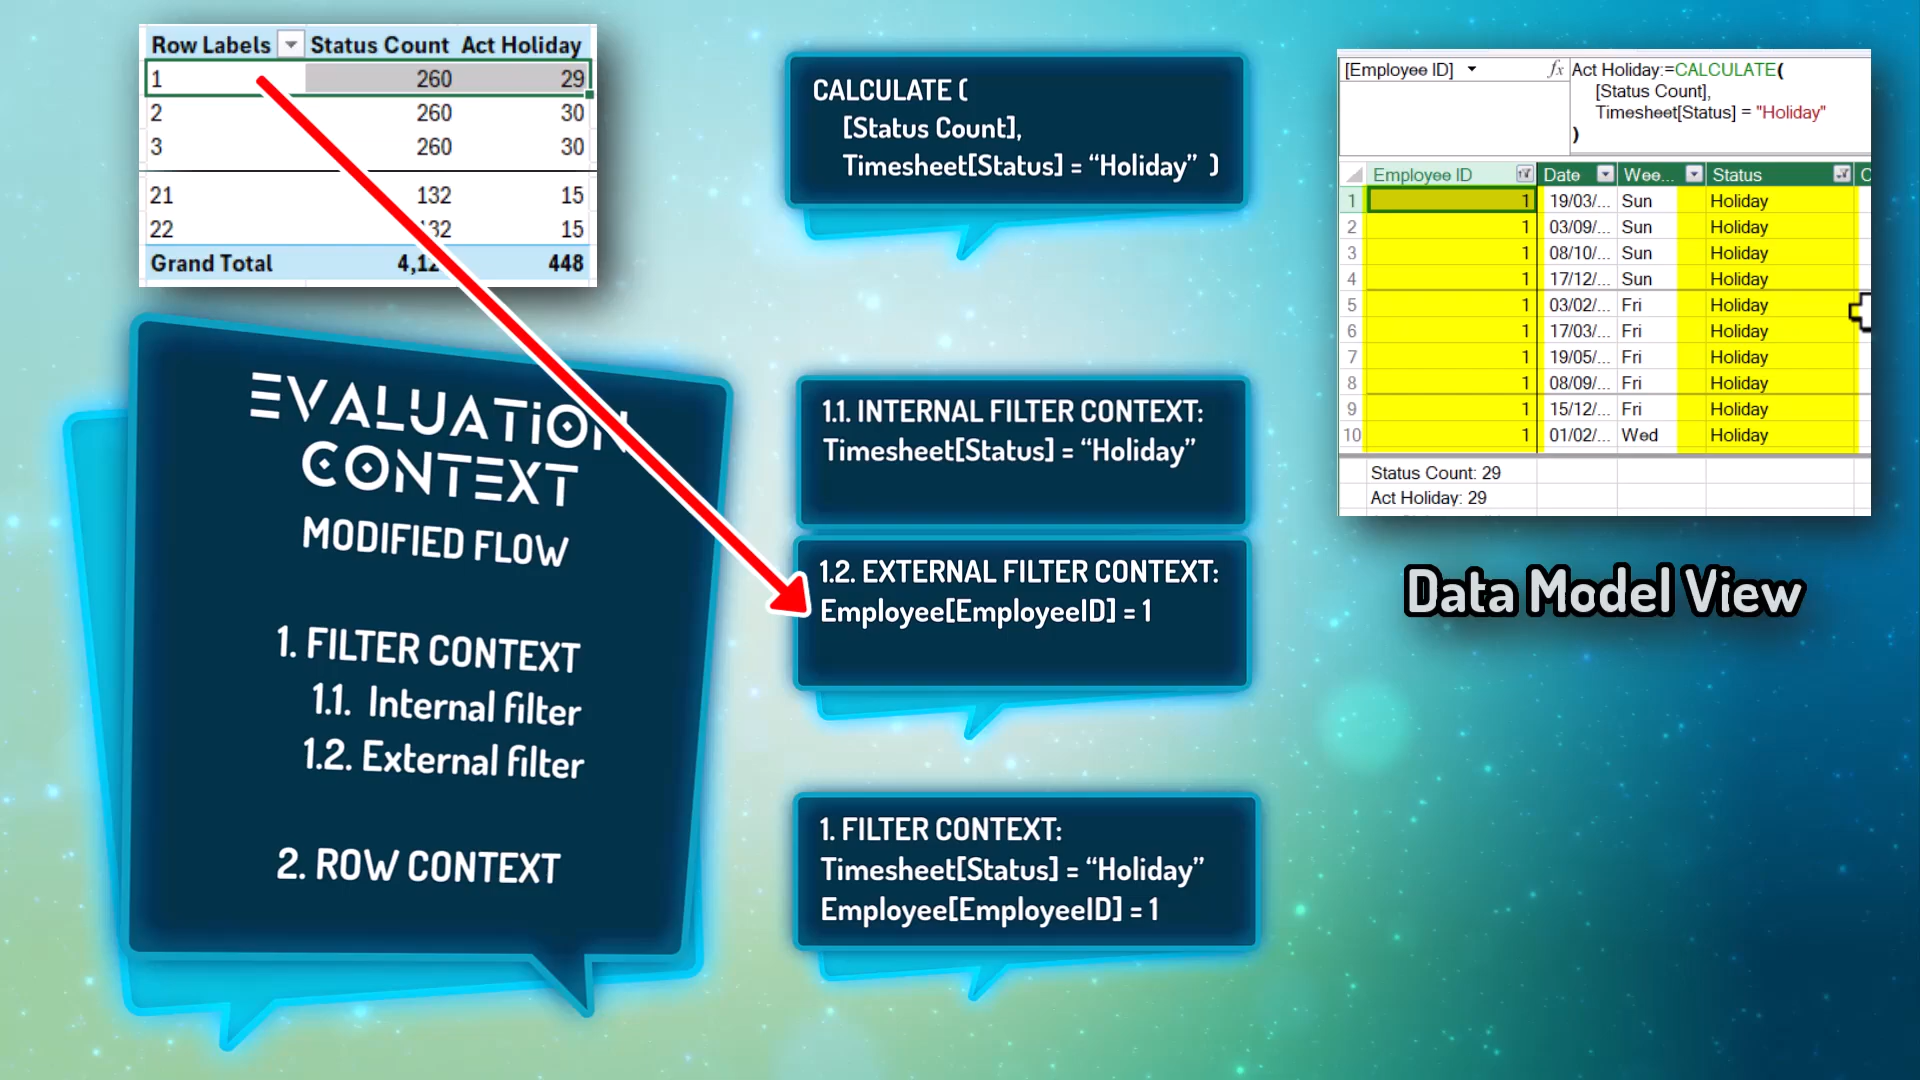 Row Labels Status Count Act Holiday
1 260 29
2 260 30
3 260 30
21 132 15
22 132 15
Grand Total 448
EVALUATION
CONTEXT
MODIFIED FLOW
1. FILTER CONTEXT
1.1. Internal filter
1.2. External filter
2. ROW CONTEXT
CALCULATE (
[Status Count],
Timesheet[Status] = “Holiday” )
1.1. INTERNAL FILTER CONTEXT:
Timesheet[Status] = “Holiday”
1.2. EXTERNAL FILTER CONTEXT:
Employee[EmployeeID] = 1
1. FILTER CONTEXT:
Timesheet[Status] = “Holiday”
Employee[EmployeeID] = 1
[Employee ID] fx Act Holiday:=CALCULATE(
[Status Count],
Timesheet[Status] = "Holiday"
)
Employee ID Date Wee... Status C
1 1 19/03/... Sun Holiday
2 1 03/09/... Sun Holiday
3 1 08/10/... Sun Holiday
4 1 17/12/... Sun Holiday
5 1 03/02/... Fri Holiday
6 1 17/03/... Fri Holiday
7 1 19/05/... Fri Holiday
8 1 08/09/... Fri Holiday
9 1 15/12/... Fri Holiday
10 1 01/02/... Wed Holiday
Status Count: 29
Act Holiday: 29
Data Model View